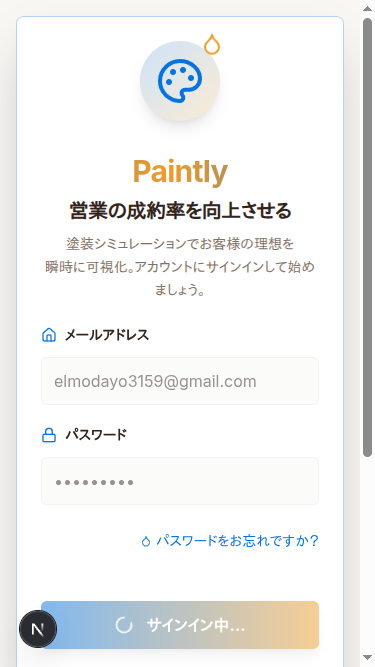 Paintly
営業の成約率を向上させる
塗装シミュレーションでお客様の理想を
瞬時に可視化。アカウントにサインインして始め
ましょう。
メールアドレス
elmodayo3159@gmail.com
パスワード
•••••••••
パスワードをお忘れですか?
N
サインイン中...